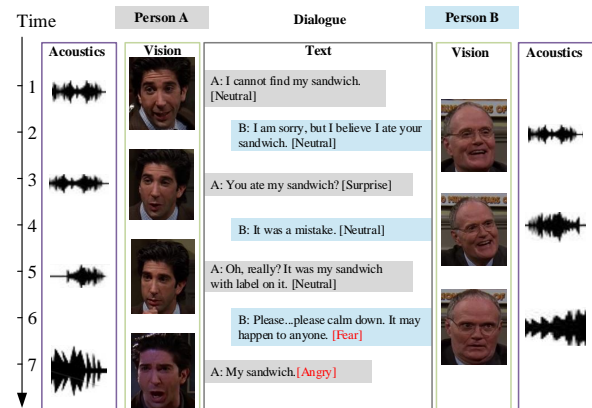 Time
Person A
Dialogue
Person B
Acoustics
Vision
Text
Vision
Acoustics
1
A: I cannot find my sandwich.
[Neutral]
2
B: I am sorry, but I believe I ate your
sandwich. [Neutral]
3
A: You ate my sandwich? [Surprise]
4
B: It was a mistake. [Neutral]
5
A: Oh, really? It was my sandwich
with label on it. [Neutral]
6
B: Please...please calm down. It may
happen to anyone. [Fear]
7
A: My sandwich.[Angry]